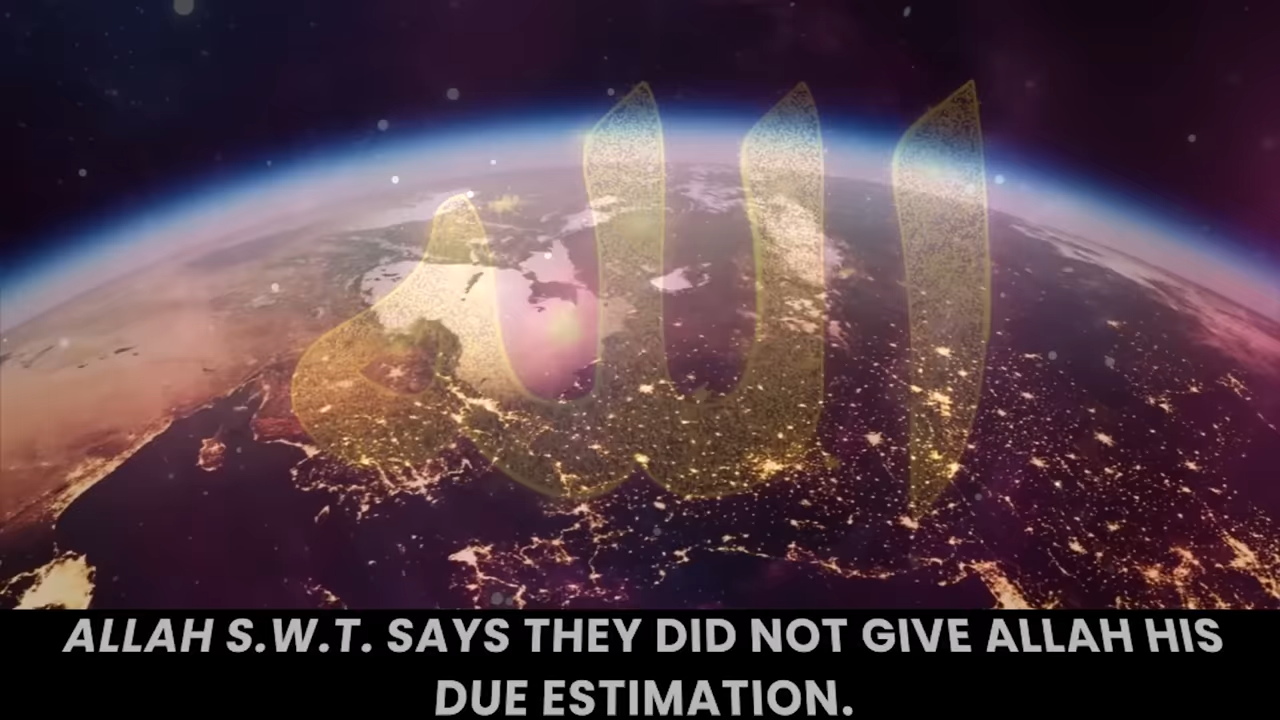 الله
ALLAH S.W.T. SAYS THEY DID NOT GIVE ALLAH HIS
DUE ESTIMATION.